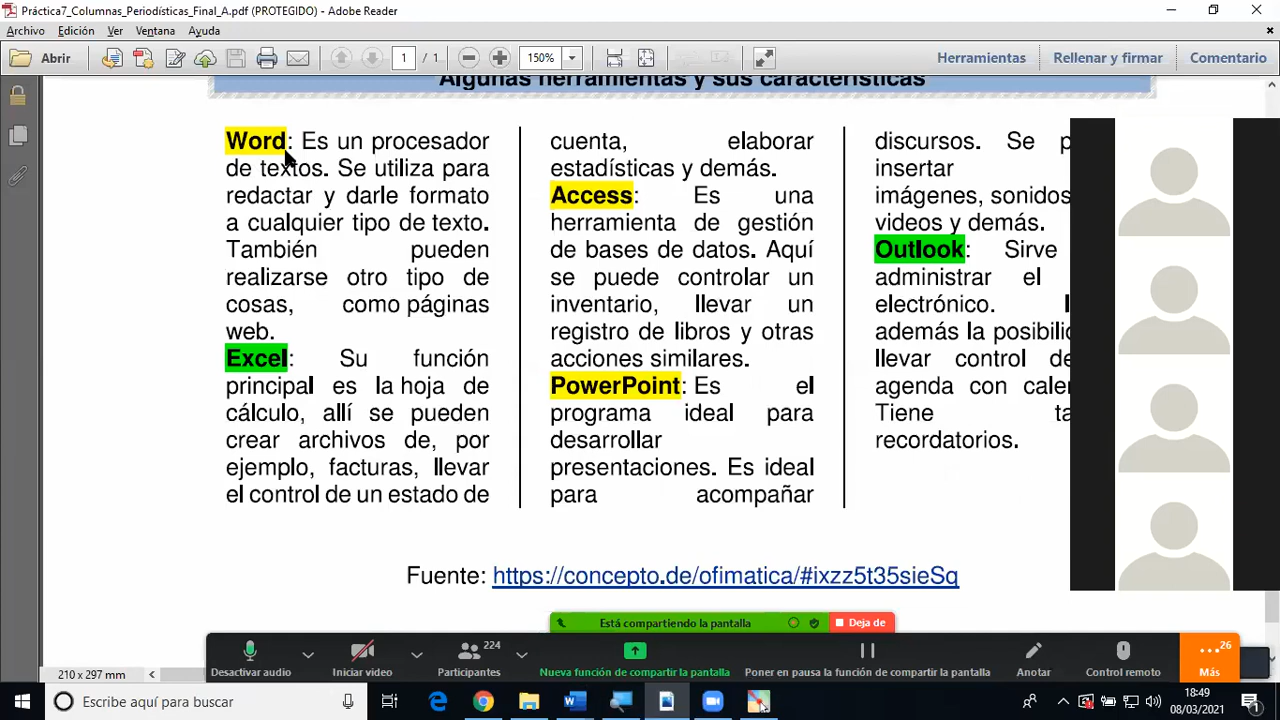 Práctica7_Columnas_Periodísticas_Final_A.pdf (PROTEGIDO) - Adobe Reader
Archivo Edición Ver Ventana Ayuda
Abrir 1 / 1 150% Herramientas Rellenar y firmar Comentario
Algunas herramientas y sus características
Word: Es un procesador
de textos. Se utiliza para
redactar y darle formato
a cualquier tipo de texto.
También pueden
realizarse otro tipo de
cosas, como páginas
web.
Excel: Su función
principal es la hoja de
cálculo, allí se pueden
crear archivos de, por
ejemplo, facturas, llevar
el control de un estado de
cuenta, elaborar
estadísticas y demás.
Access: Es una
herramienta de gestión
de bases de datos. Aquí
se puede controlar un
inventario, llevar un
registro de libros y otras
acciones similares.
PowerPoint: Es el
programa ideal para
desarrollar
presentaciones. Es ideal
para acompañar
discursos. Se p
insertar
imágenes, sonidos
videos y demás.
Outlook: Sirve
administrar el
electrónico.
además la posibili
llevar control de
agenda con cale
Tiene ta
recordatorios.
Fuente: https://concepto.de/ofimatica/#ixzz5t35sieSq
Está compartiendo la pantalla Deja de
210 x 297 mm
224 26
Desactivar audio Iniciar video Participantes Nueva función de compartir la pantalla Poner en pausa la función de compartir la pantalla Anotar Control remoto Más
Escribe aquí para buscar
18:49
08/03/2021
1